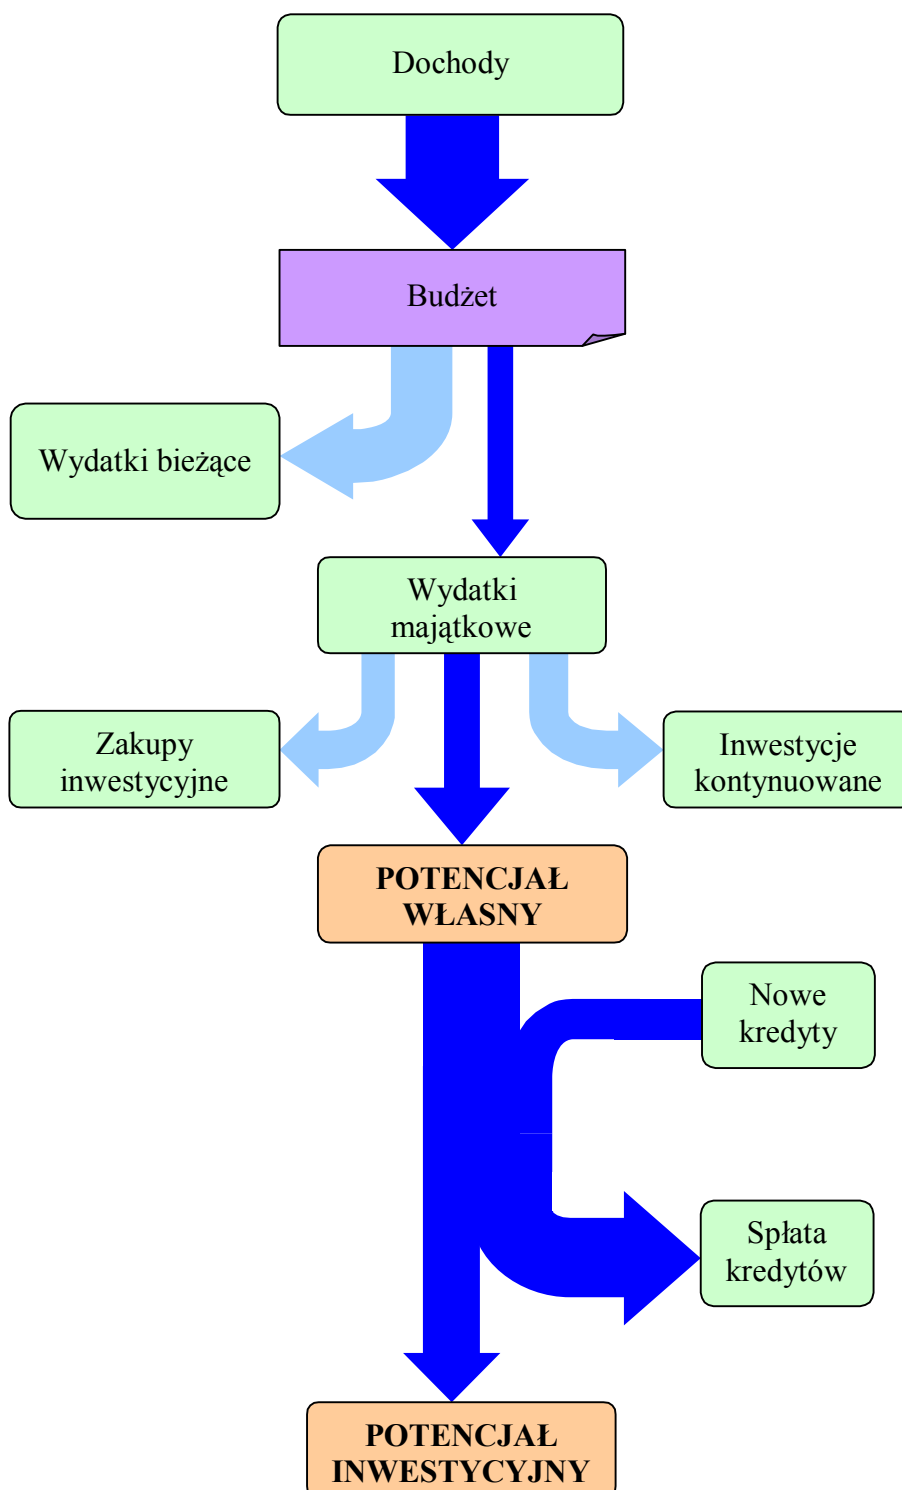 Dochody
Budżet
Wydatki bieżące
Wydatki
majątkowe
Zakupy
inwestycyjne
Inwestycje
kontynuowane
POTENCJAŁ
WŁASNY
Nowe
kredyty
Spłata
kredytów
POTENCJAŁ
INWESTYCYJNY